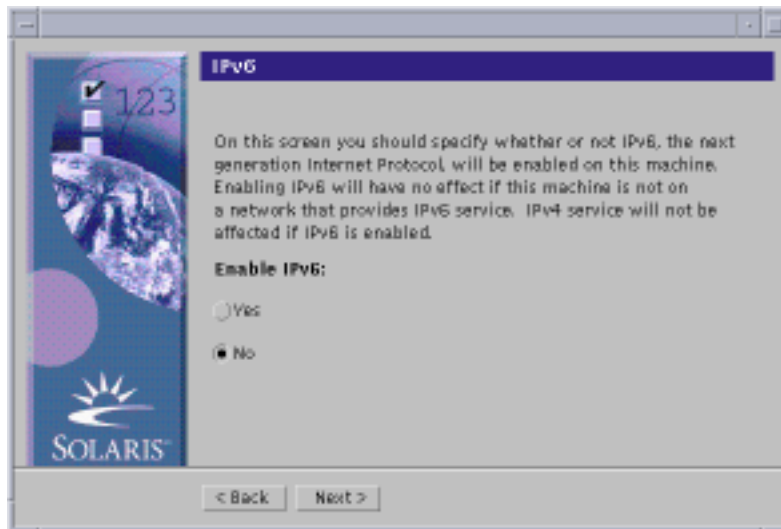 IPv6
123
On this screen you should specify whether or not IPv6, the next
generation Internet Protocol, will be enabled on this machine.
Enabling IPv6 will have no effect if this machine is not on
a network that provides IPv6 service. IPv4 service will not be
affected if IPv6 is enabled.
Enable IPv6:
Yes
No
SOLARIS™
< Back
Next >